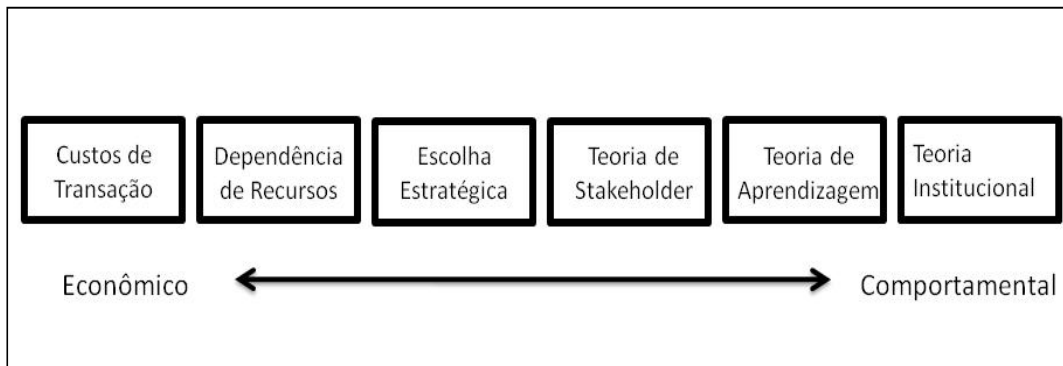 Custos de
Transação
Dependência
de Recursos
Escolha
Estratégica
Teoria de
Stakeholder
Teoria de
Aprendizagem
Teoria
Institucional
Econômico
Comportamental